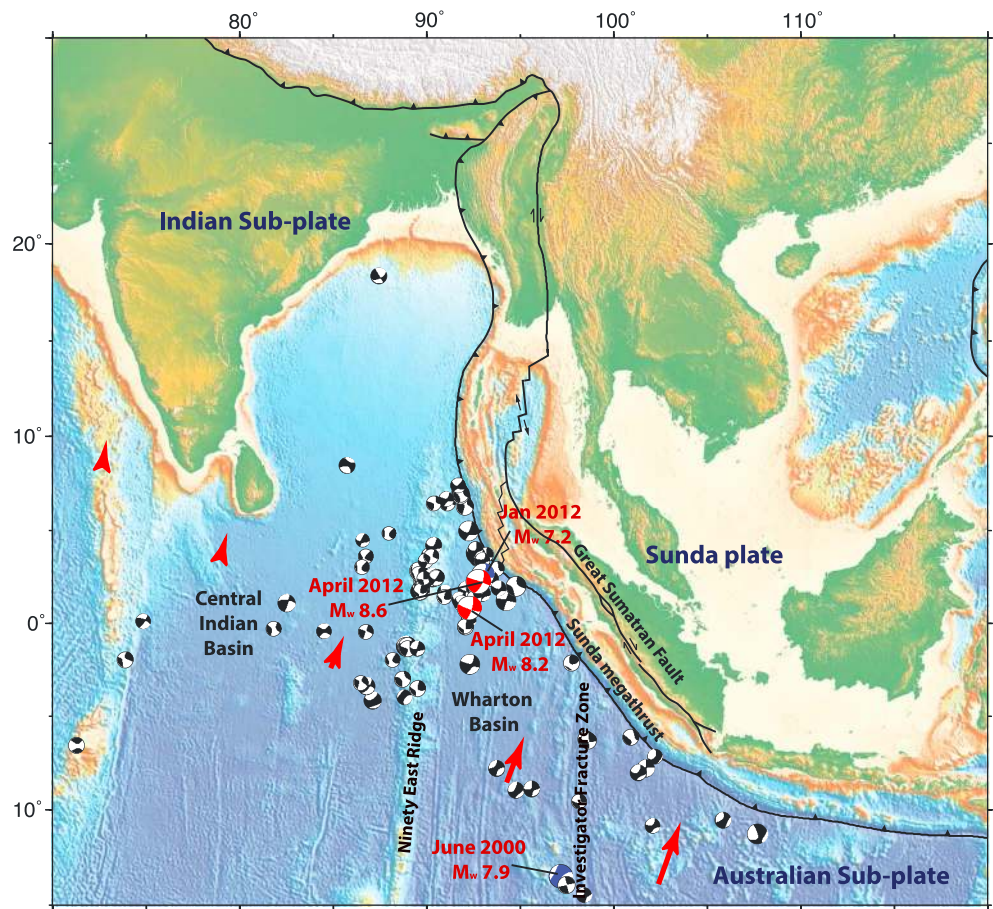 80° 90° 100° 110°
Indian Sub-plate
20°
10°
Jan 2012
Mw 7.2
Sunda plate
Great Sumatran Fault
April 2012
Mw 8.6
Central
Indian
Basin
0°
April 2012
Mw 8.2
Sunda megathrust
Wharton
Basin
Ninety East Ridge
Investigator Fracture Zone
10°
June 2000
Mw 7.9
Australian Sub-plate